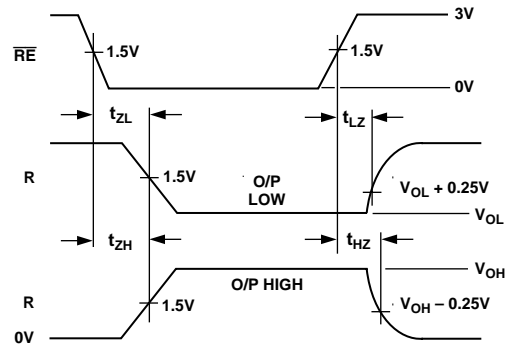 3V
RE
1.5V
1.5V
0V
tZL
tLZ
R
1.5V
O/P
LOW
VOL + 0.25V
VOL
tZH
tHZ
VOH
O/P HIGH
R
1.5V
VOH – 0.25V
0V